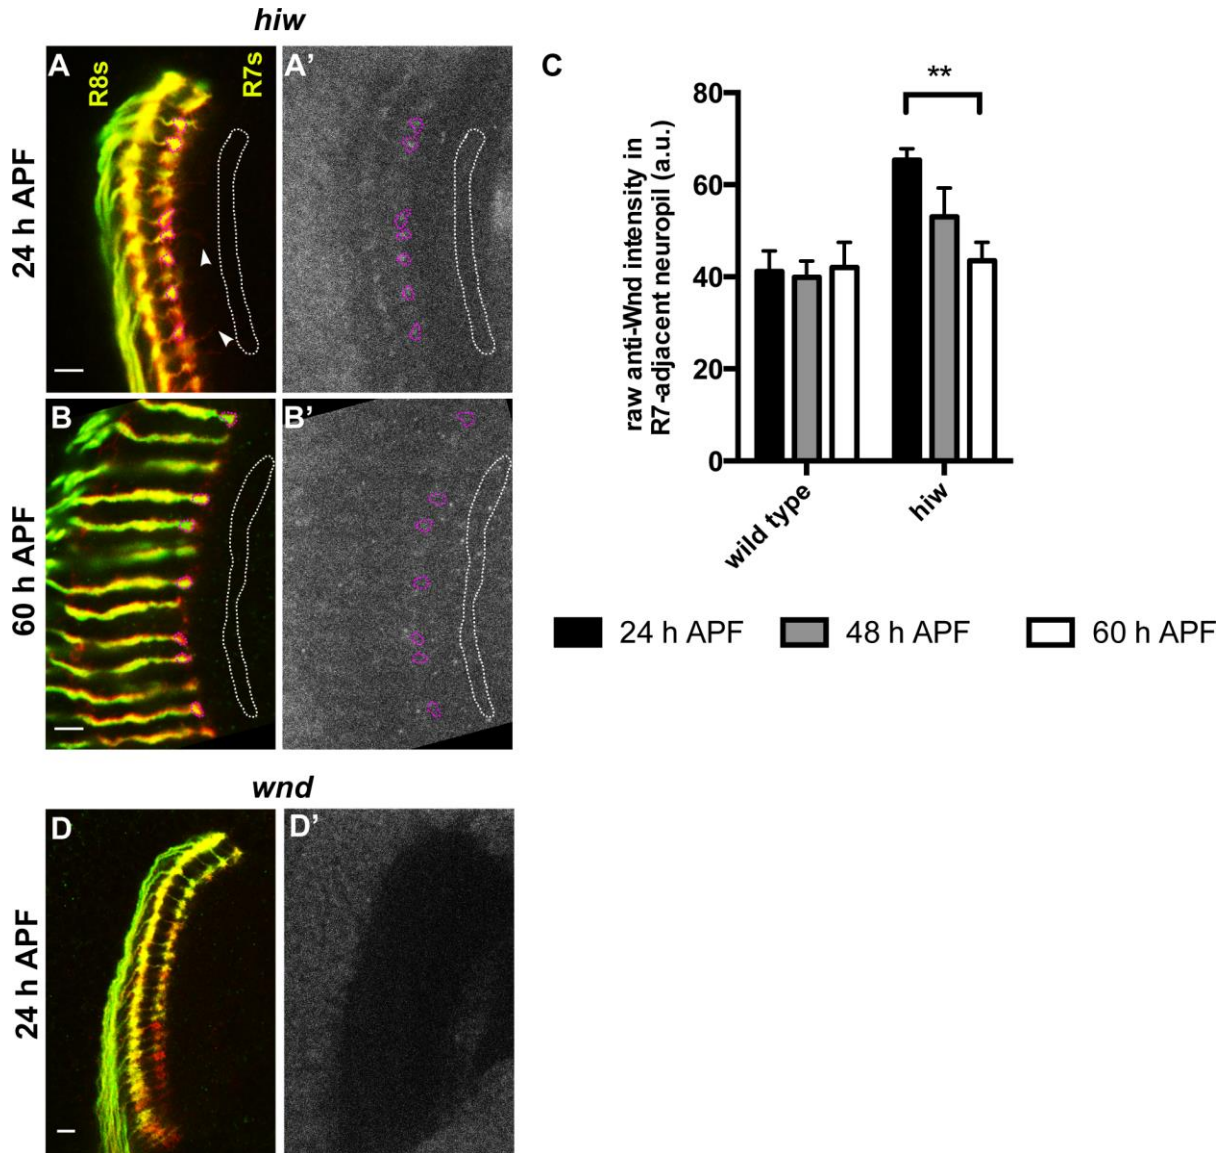 hiw
24 h APF
A
R8s
R7s
A'
60 h APF
B
B'
C
**
raw anti-Wnd intensity in
R7-adjacent neuropil (a.u.)
80
60
40
20
0
wild type
hiw
24 h APF
48 h APF
60 h APF
wnd
24 h APF
D
D'